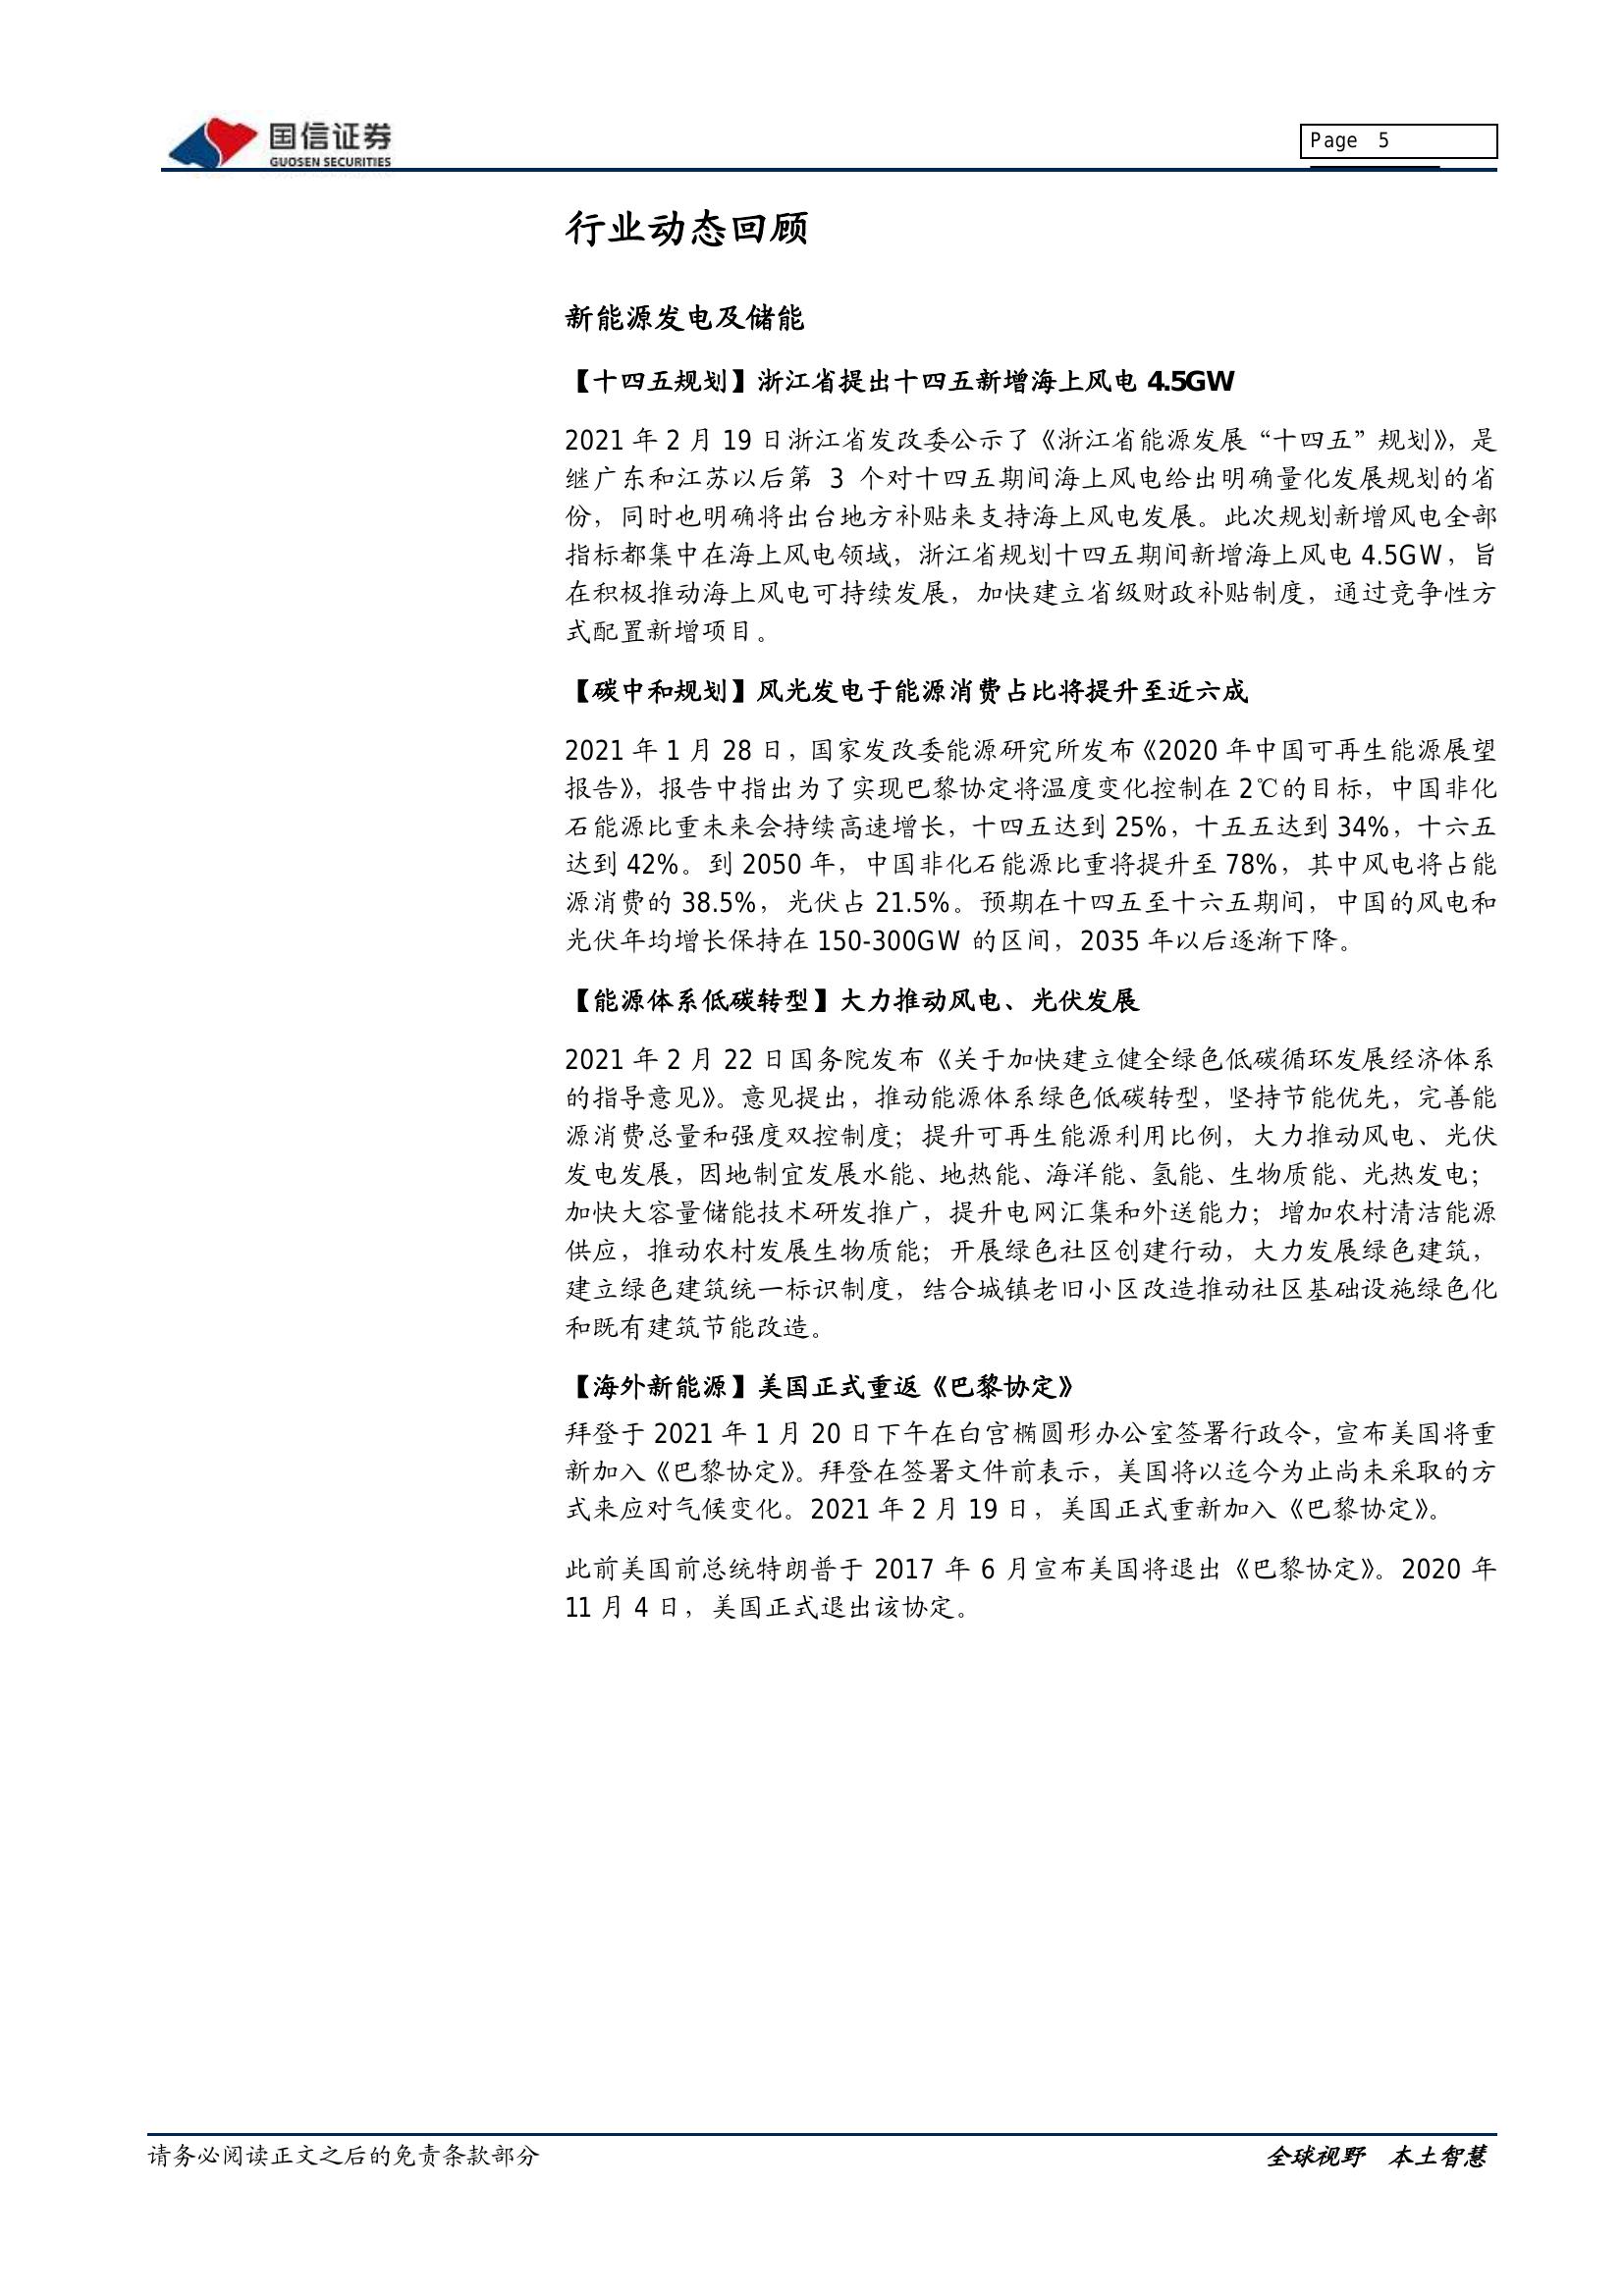 国信证券
GUOSEN SECURITIES
Page 5
行业动态回顾
新能源发电及储能
【十四五规划】浙江省提出十四五新增海上风电 4.5GW
2021 年 2 月 19 日浙江省发改委公示了《浙江省能源发展“十四五”规划》，是
继广东和江苏以后第 3 个对十四五期间海上风电给出明确量化发展规划的省
份，同时也明确将出台地方补贴来支持海上风电发展。此次规划新增风电全部
指标都集中在海上风电领域，浙江省规划十四五期间新增海上风电 4.5GW，旨
在积极推动海上风电可持续发展，加快建立省级财政补贴制度，通过竞争性方
式配置新增项目。
【碳中和规划】风光发电于能源消费占比将提升至近六成
2021 年 1 月 28 日，国家发改委能源研究所发布《2020 年中国可再生能源展望
报告》，报告中指出为了实现巴黎协定将温度变化控制在 2℃的目标，中国非化
石能源比重未来会持续高速增长，十四五达到 25%，十五五达到 34%，十六五
达到 42%。到 2050 年，中国非化石能源比重将提升至 78%，其中风电将占能
源消费的 38.5%，光伏占 21.5%。预期在十四五至十六五期间，中国的风电和
光伏年均增长保持在 150-300GW 的区间，2035 年以后逐渐下降。
【能源体系低碳转型】大力推动风电、光伏发展
2021 年 2 月 22 日国务院发布《关于加快建立健全绿色低碳循环发展经济体系
的指导意见》。意见提出，推动能源体系绿色低碳转型，坚持节能优先，完善能
源消费总量和强度双控制度；提升可再生能源利用比例，大力推动风电、光伏
发电发展，因地制宜发展水能、地热能、海洋能、氢能、生物质能、光热发电；
加快大容量储能技术研发推广，提升电网汇集和外送能力；增加农村清洁能源
供应，推动农村发展生物质能；开展绿色社区创建行动，大力发展绿色建筑，
建立绿色建筑统一标识制度，结合城镇老旧小区改造推动社区基础设施绿色化
和既有建筑节能改造。
【海外新能源】美国正式重返《巴黎协定》
拜登于 2021 年 1 月 20 日下午在白宫椭圆形办公室签署行政令，宣布美国将重
新加入《巴黎协定》。拜登在签署文件前表示，美国将以迄今为止尚未采取的方
式来应对气候变化。2021 年 2 月 19 日，美国正式重新加入《巴黎协定》。
此前美国前总统特朗普于 2017 年 6 月宣布美国将退出《巴黎协定》。2020 年
11 月 4 日，美国正式退出该协定。
请务必阅读正文之后的免责条款部分
全球视野 本土智慧